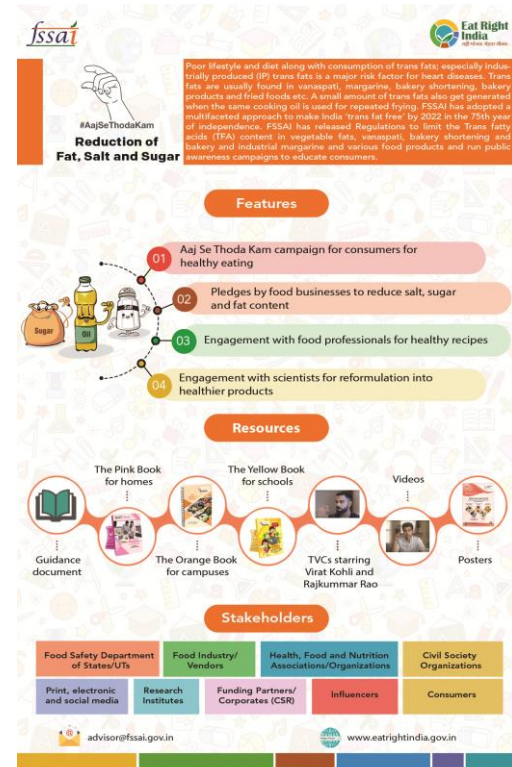 fssai
Eat Right
India
सही भोजन. बेहतर जीवन.
Poor lifestyle and diet along with consumption of trans fats; especially indus-
trially produced (IP) trans fats is a major risk factor for heart diseases. Trans
fats are usually found in vanaspati, margarine, bakery shortening, bakery
products and fried foods etc. A small amount of trans fats also get generated
when the same cooking oil is used for repeated frying. FSSAI has adopted a
multifaceted approach to make India 'trans fat free' by 2022 in the 75th year
of independence. FSSAI has released Regulations to limit the Trans fatty
acids (TFA) content in vegetable fats, vanaspati, bakery shortening and
bakery and industrial margarine and various food products and run public
awareness campaigns to educate consumers.
#AajSeThodaKam
Reduction of
Fat, Salt and Sugar
Features
01
Aaj Se Thoda Kam campaign for consumers for
healthy eating
02
Pledges by food businesses to reduce salt, sugar
and fat content
03
Engagement with food professionals for healthy recipes
04
Engagement with scientists for reformulation into
healthier products
Sugar
Oil
Resources
Guidance
document
The Pink Book
for homes
The Orange Book
for campuses
The Yellow Book
for schools
TVCs starring
Virat Kohli and
Rajkummar Rao
Videos
Posters
Stakeholders
Food Safety Department
of States/UTs
Food Industry/
Vendors
Health, Food and Nutrition
Associations/Organizations
Civil Society
Organizations
Print, electronic
and social media
Research
Institutes
Funding Partners/
Corporates (CSR)
Influencers
Consumers
advisor@fssai.gov.in
www.eatrightindia.gov.in